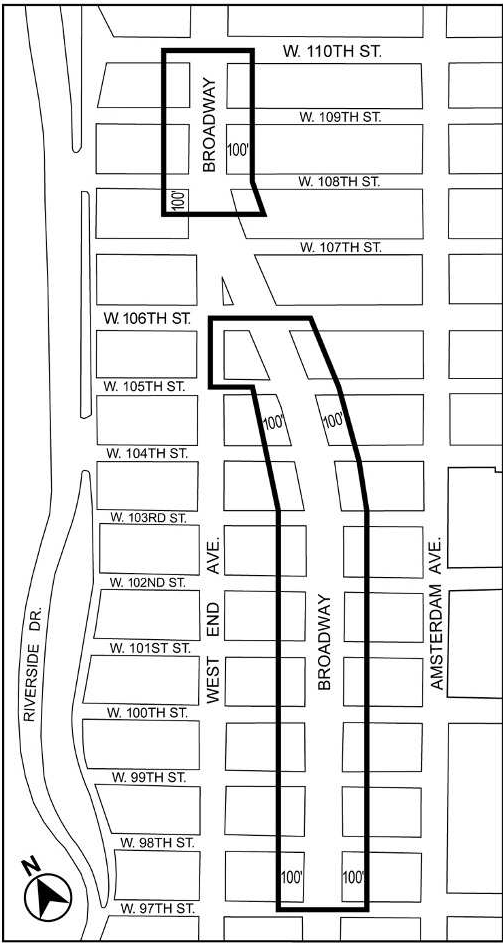 W. 110TH ST.
BROADWAY
W. 109TH ST.
100'
W. 108TH ST.
100'
W. 107TH ST.
W. 106TH ST.
W. 105TH ST.
100'
100'
W. 104TH ST.
W. 103RD ST.
WEST END AVE.
AMSTERDAM AVE.
W. 102ND ST.
BROADWAY
RIVERSIDE DR.
W. 101ST ST.
W. 100TH ST.
W. 99TH ST.
W. 98TH ST.
N
100'
100'
W. 97TH ST.